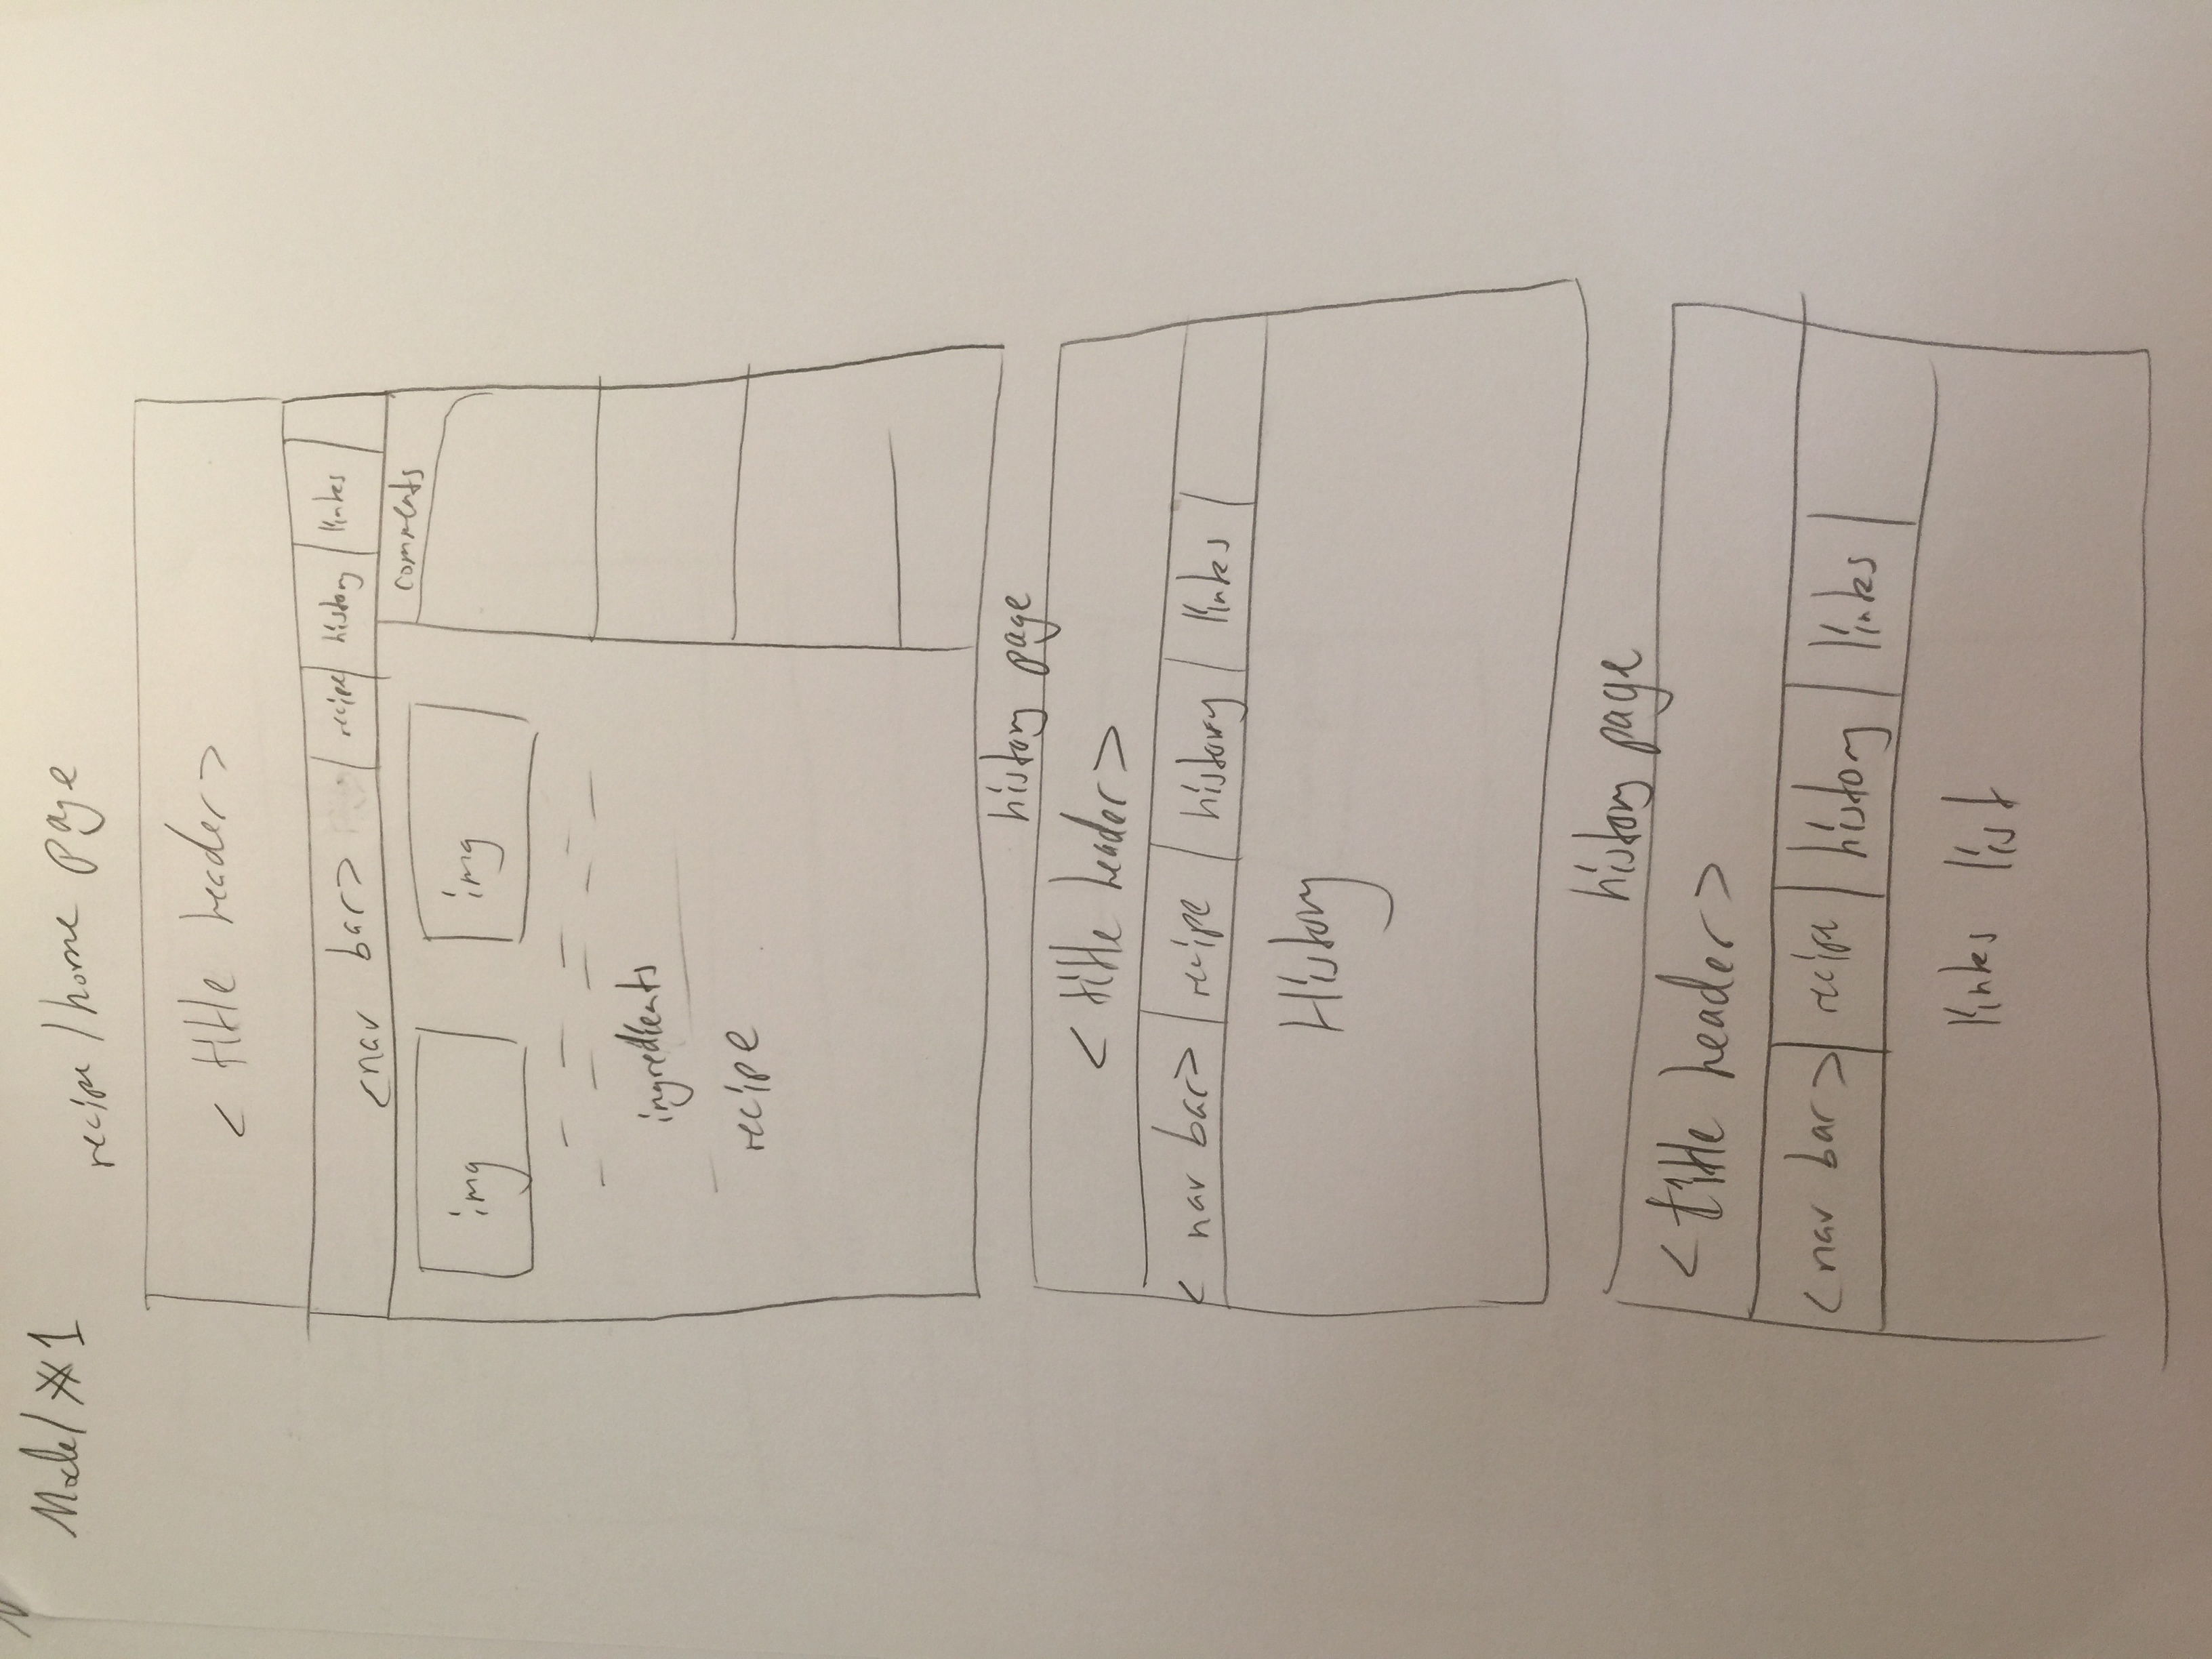 Model #1
recipe/home page
<title header>
<nav bar> recipe history links
comments
img img
ingredients
recipe
history page
<title header>
<nav bar> recipe history links
History
history page
<title header>
<nav bar> recipe history links
links list